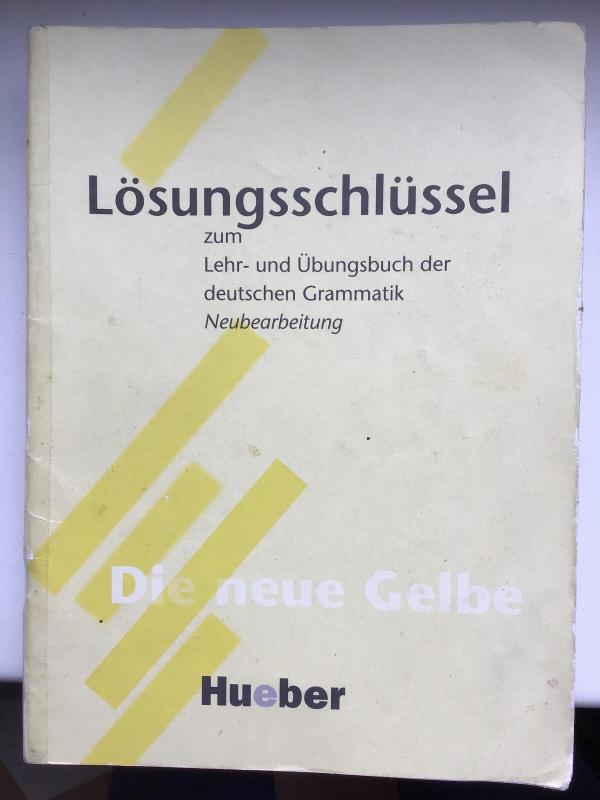 Lösungsschlüssel
zum
Lehr- und Übungsbuch der
deutschen Grammatik
Neubearbeitung
Die neue Gelbe
Hueber